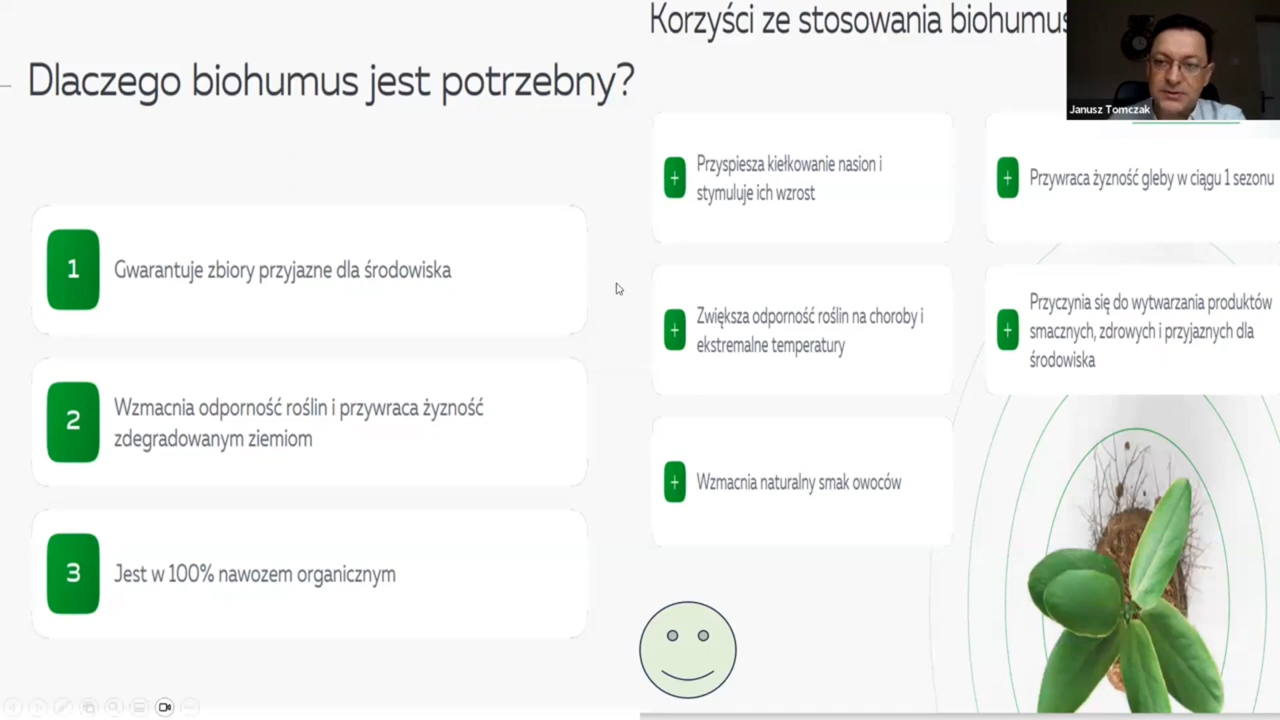 Dlaczego biohumus jest potrzebny?
1
Gwarantuje zbiory przyjazne dla środowiska
2
Wzmacnia odporność roślin i przywraca żyzność
zdegradowanym ziemiom
3
Jest w 100% nawozem organicznym
Korzyści ze stosowania biohumus
+
Przyspiesza kiełkowanie nasion i
stymuluje ich wzrost
+
Przywraca żyzność gleby w ciągu 1 sezonu
+
Zwiększa odporność roślin na choroby i
ekstremalne temperatury
+
Przyczynia się do wytwarzania produktów
smacznych, zdrowych i przyjaznych dla
środowiska
+
Wzmacnia naturalny smak owoców
Janusz Tomczak